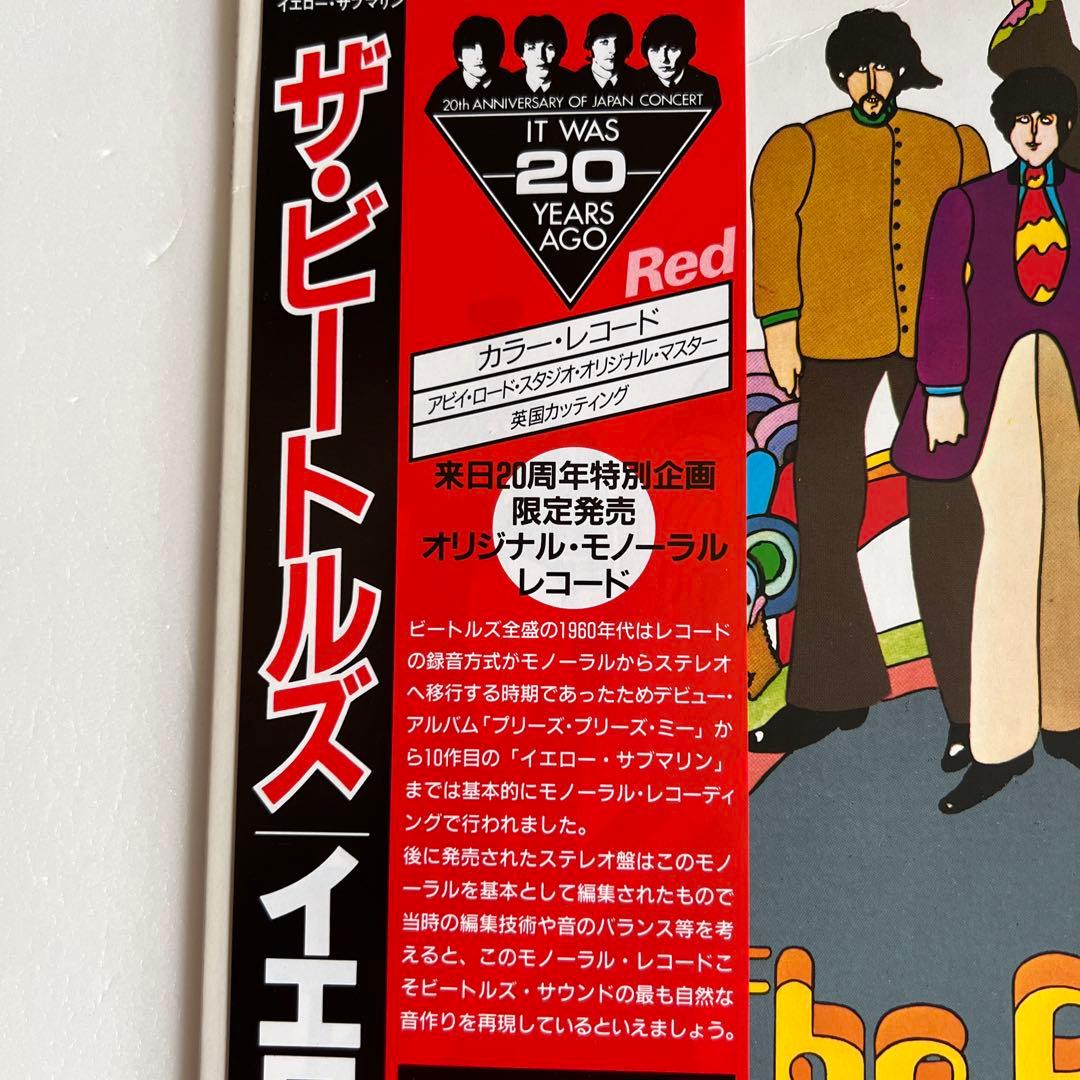 イエロー・サブマリン
ザ・ビートルズ
イエロ
20th ANNIVERSARY OF JAPAN CONCERT
IT WAS
20
YEARS
AGO
Red
カラー・レコード
アビイ・ロード・スタジオ・オリジナル・マスター
英国カッティング
来日20周年特別企画
限定発売
オリジナル・モノーラル
レコード
ビートルズ全盛の1960年代はレコード
の録音方式がモノーラルからステレオ
へ移行する時期であったためデビュー・
アルバム「プリーズ・プリーズ・ミー」か
ら10作目の「イエロー・サブマリン」
までは基本的にモノーラル・レコーディ
ングで行われました。
後に発売されたステレオ盤はこのモノ
ーラルを基本として編集されたもので
当時の編集技術や音のバランス等を考
えると、このモノーラル・レコードこ
そビートルズ・サウンドの最も自然な
音作りを再現しているといえましょう。
The B